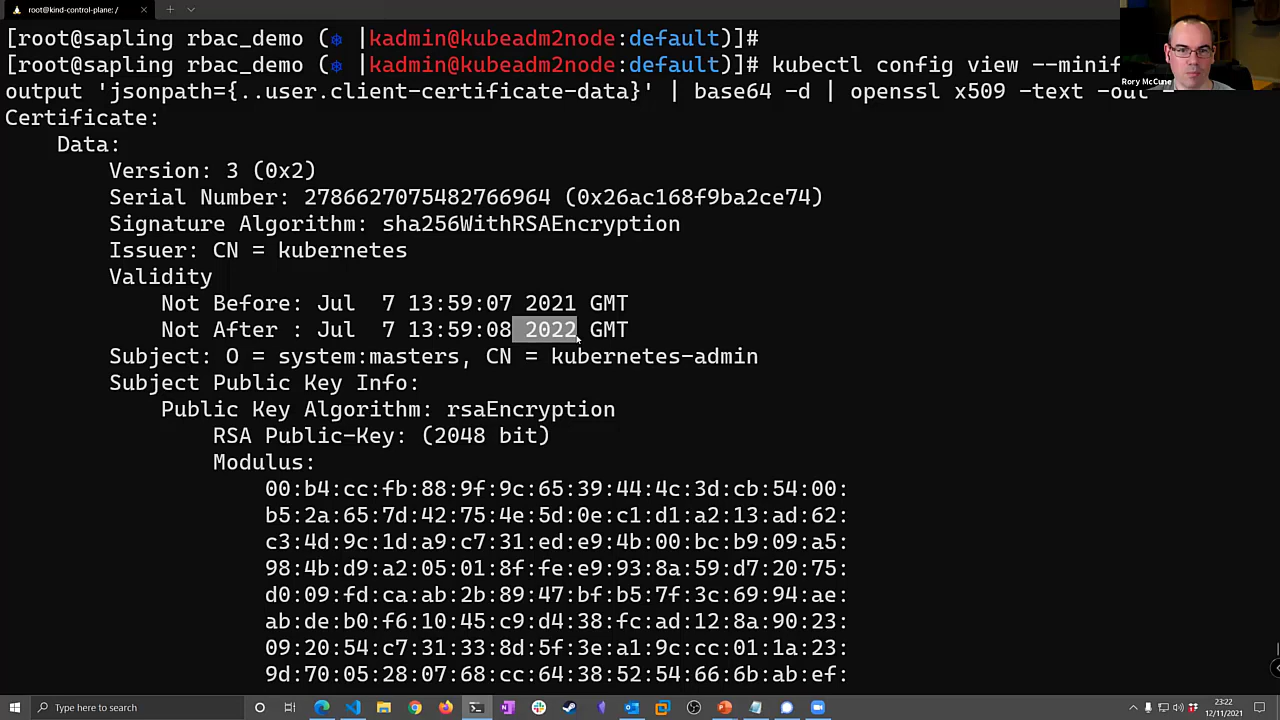 root@kind-control-plane: /
[root@sapling rbac_demo (⎈ |kadmin@kubeadm2node:default)]#
[root@sapling rbac_demo (⎈ |kadmin@kubeadm2node:default)]# kubectl config view --minif
Rory McCune
output 'jsonpath={..user.client-certificate-data}' | base64 -d | openssl x509 -text -out -
Certificate:
Data:
Version: 3 (0x2)
Serial Number: 2786627075482766964 (0x26ac168f9ba2ce74)
Signature Algorithm: sha256WithRSAEncryption
Issuer: CN = kubernetes
Validity
Not Before: Jul  7 13:59:07 2021 GMT
Not After : Jul  7 13:59:08 2022 GMT
Subject: O = system:masters, CN = kubernetes-admin
Subject Public Key Info:
Public Key Algorithm: rsaEncryption
RSA Public-Key: (2048 bit)
Modulus:
00:b4:cc:fb:88:9f:9c:65:39:44:4c:3d:cb:54:00:
b5:2a:65:7d:42:75:4e:5d:0e:c1:d1:a2:13:ad:62:
c3:4d:9c:1d:a9:c7:31:ed:e9:4b:00:bc:b9:09:a5:
98:4b:d9:a2:05:01:8f:fe:e9:93:8a:59:d7:20:75:
d0:09:fd:ca:ab:2b:89:47:bf:b5:7f:3c:69:94:ae:
ab:de:b0:f6:10:45:c9:d4:38:fc:ad:12:8a:90:23:
09:20:54:c7:31:33:8d:5f:3e:a1:9c:cc:01:1a:23:
9d:70:05:28:07:68:cc:64:38:52:54:66:6b:ab:ef:
Type here to search
23:22
12/11/2021